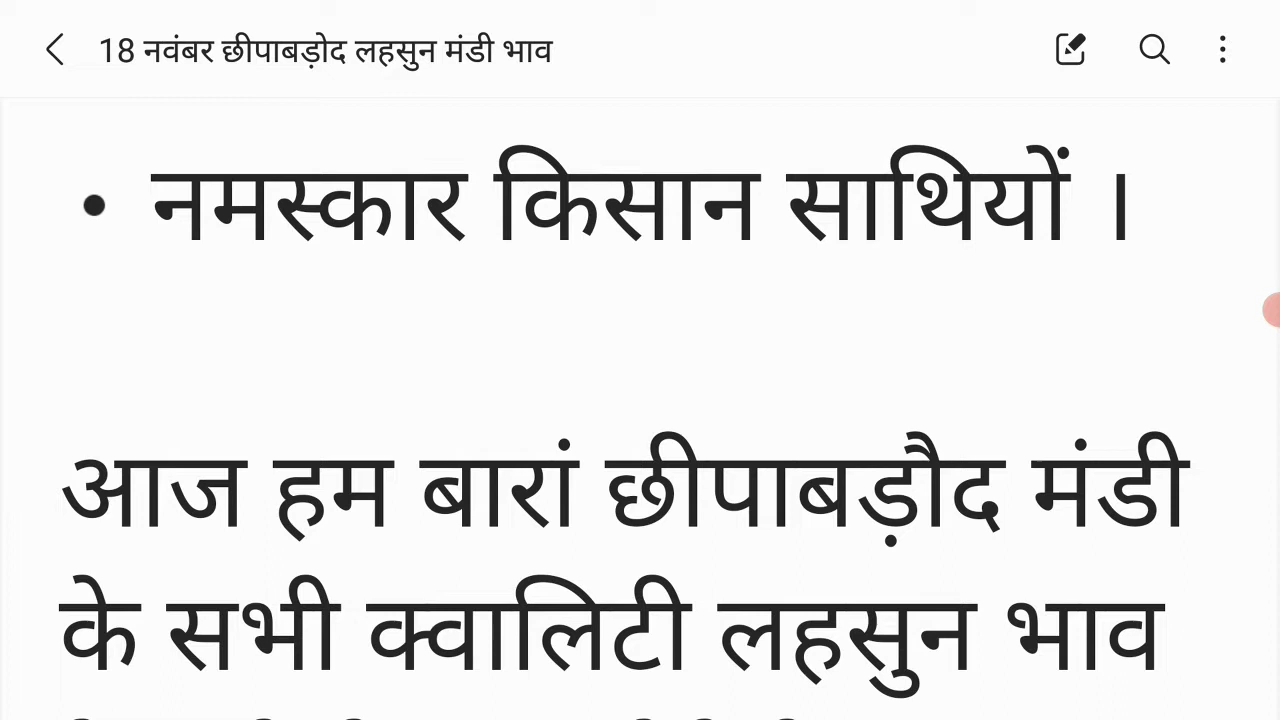 18 नवंबर छीपाबड़ोद लहसुन मंडी भाव
• नमस्कार किसान साथियों ।
आज हम बारां छीपाबड़ौद मंडी
के सभी क्वालिटी लहसुन भाव